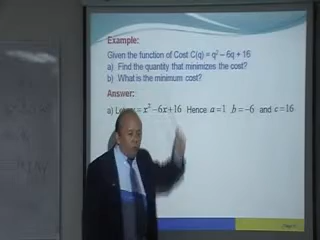 Example:
Given the function of Cost C(q) = q² – 6q + 16
a) Find the quantity that minimizes the cost?
b) What is the minimum cost?
Answer:
a) Let = x² −6x+16 Hence a=1 ,b=−6 and c=16